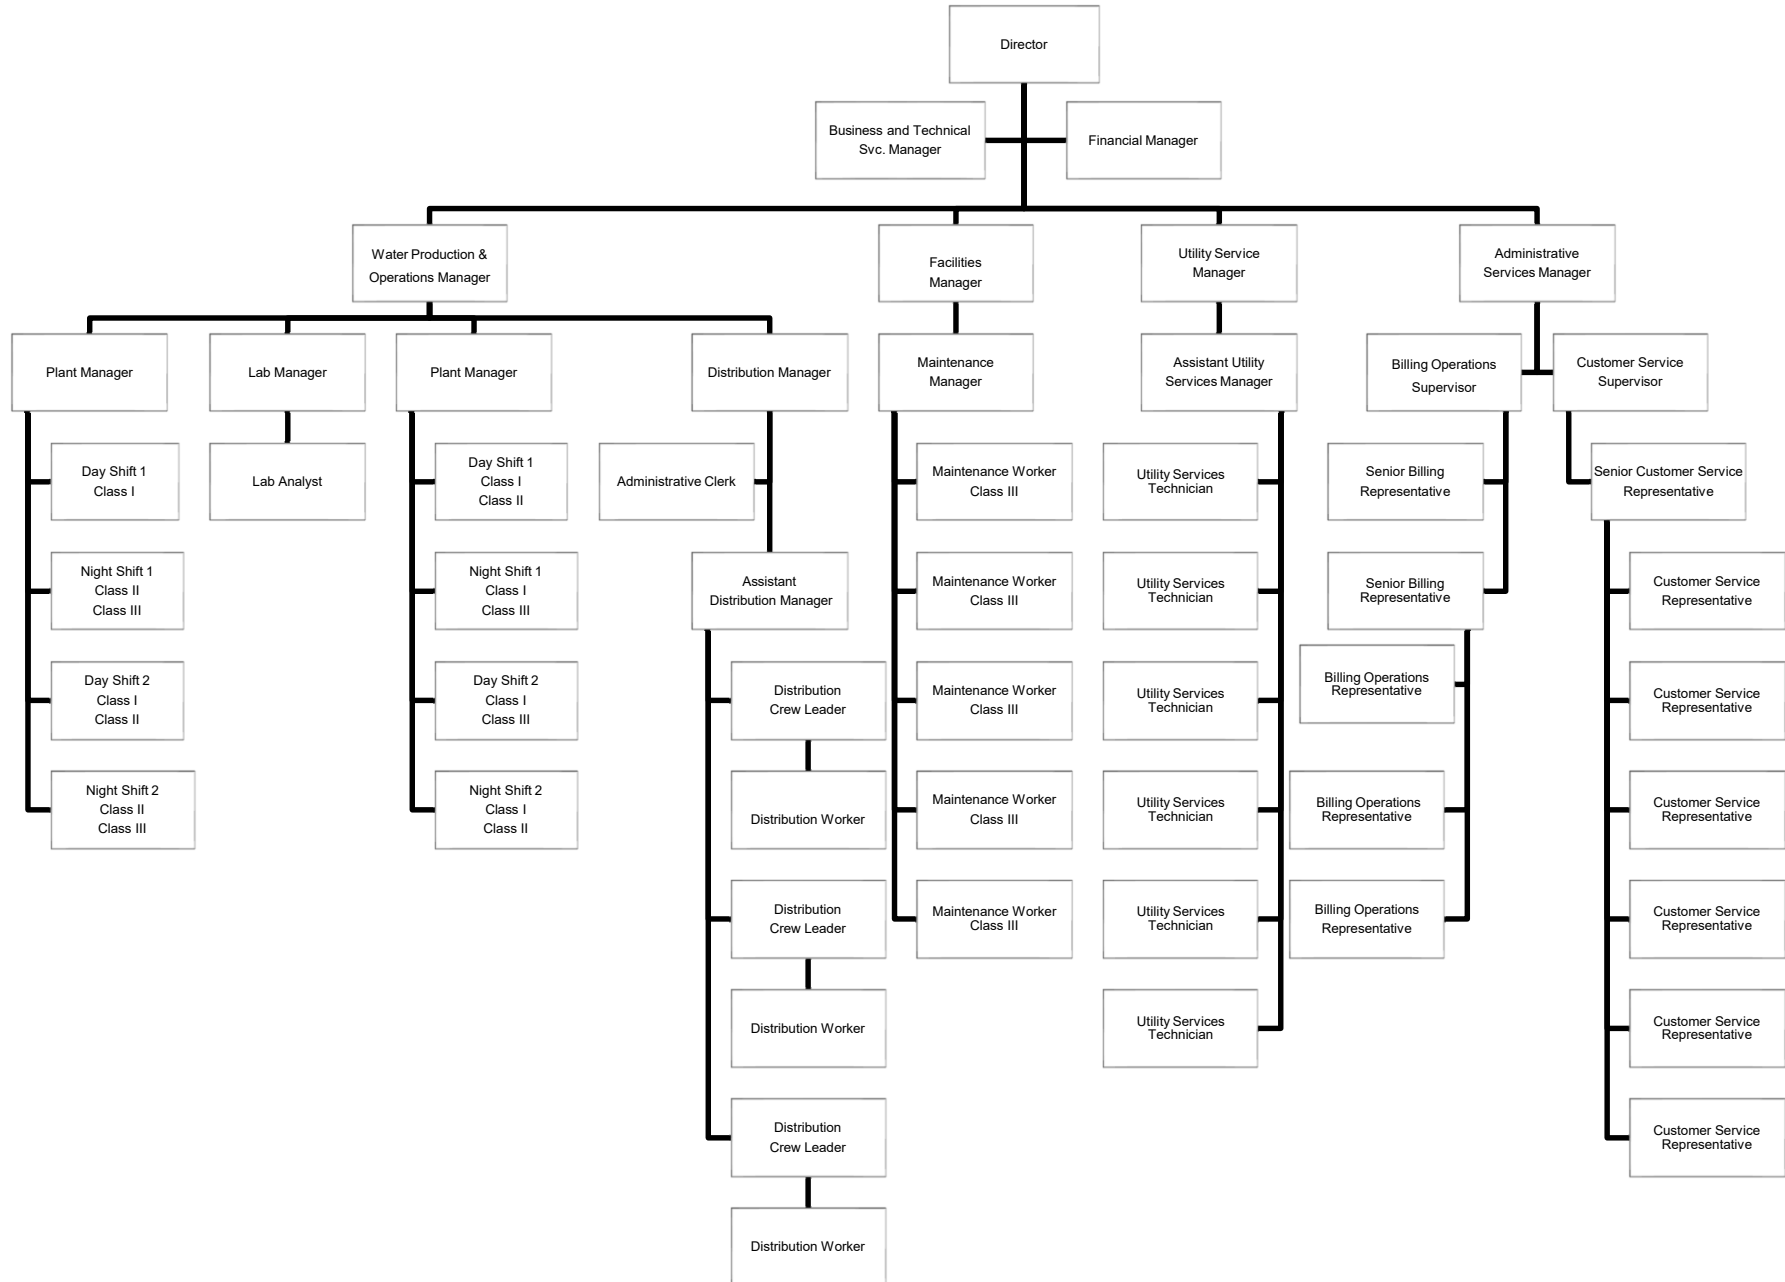 Director
Business and Technical
Svc. Manager
Financial Manager
Water Production &
Operations Manager
Facilities
Manager
Utility Service
Manager
Administrative
Services Manager
Plant Manager
Lab Manager
Plant Manager
Distribution Manager
Maintenance
Manager
Assistant Utility
Services Manager
Billing Operations
Supervisor
Customer Service
Supervisor
Day Shift 1
Class I
Lab Analyst
Day Shift 1
Class I
Class II
Administrative Clerk
Maintenance Worker
Class III
Utility Services
Technician
Senior Billing
Representative
Senior Customer Service
Representative
Night Shift 1
Class II
Class III
Night Shift 1
Class I
Class III
Assistant
Distribution Manager
Maintenance Worker
Class III
Utility Services
Technician
Senior Billing
Representative
Customer Service
Representative
Day Shift 2
Class I
Class II
Day Shift 2
Class I
Class III
Distribution
Crew Leader
Maintenance Worker
Class III
Utility Services
Technician
Billing Operations
Representative
Customer Service
Representative
Night Shift 2
Class II
Class III
Night Shift 2
Class I
Class II
Distribution Worker
Maintenance Worker
Class III
Utility Services
Technician
Billing Operations
Representative
Customer Service
Representative
Distribution
Crew Leader
Maintenance Worker
Class III
Utility Services
Technician
Billing Operations
Representative
Customer Service
Representative
Distribution Worker
Utility Services
Technician
Customer Service
Representative
Distribution
Crew Leader
Customer Service
Representative
Distribution Worker